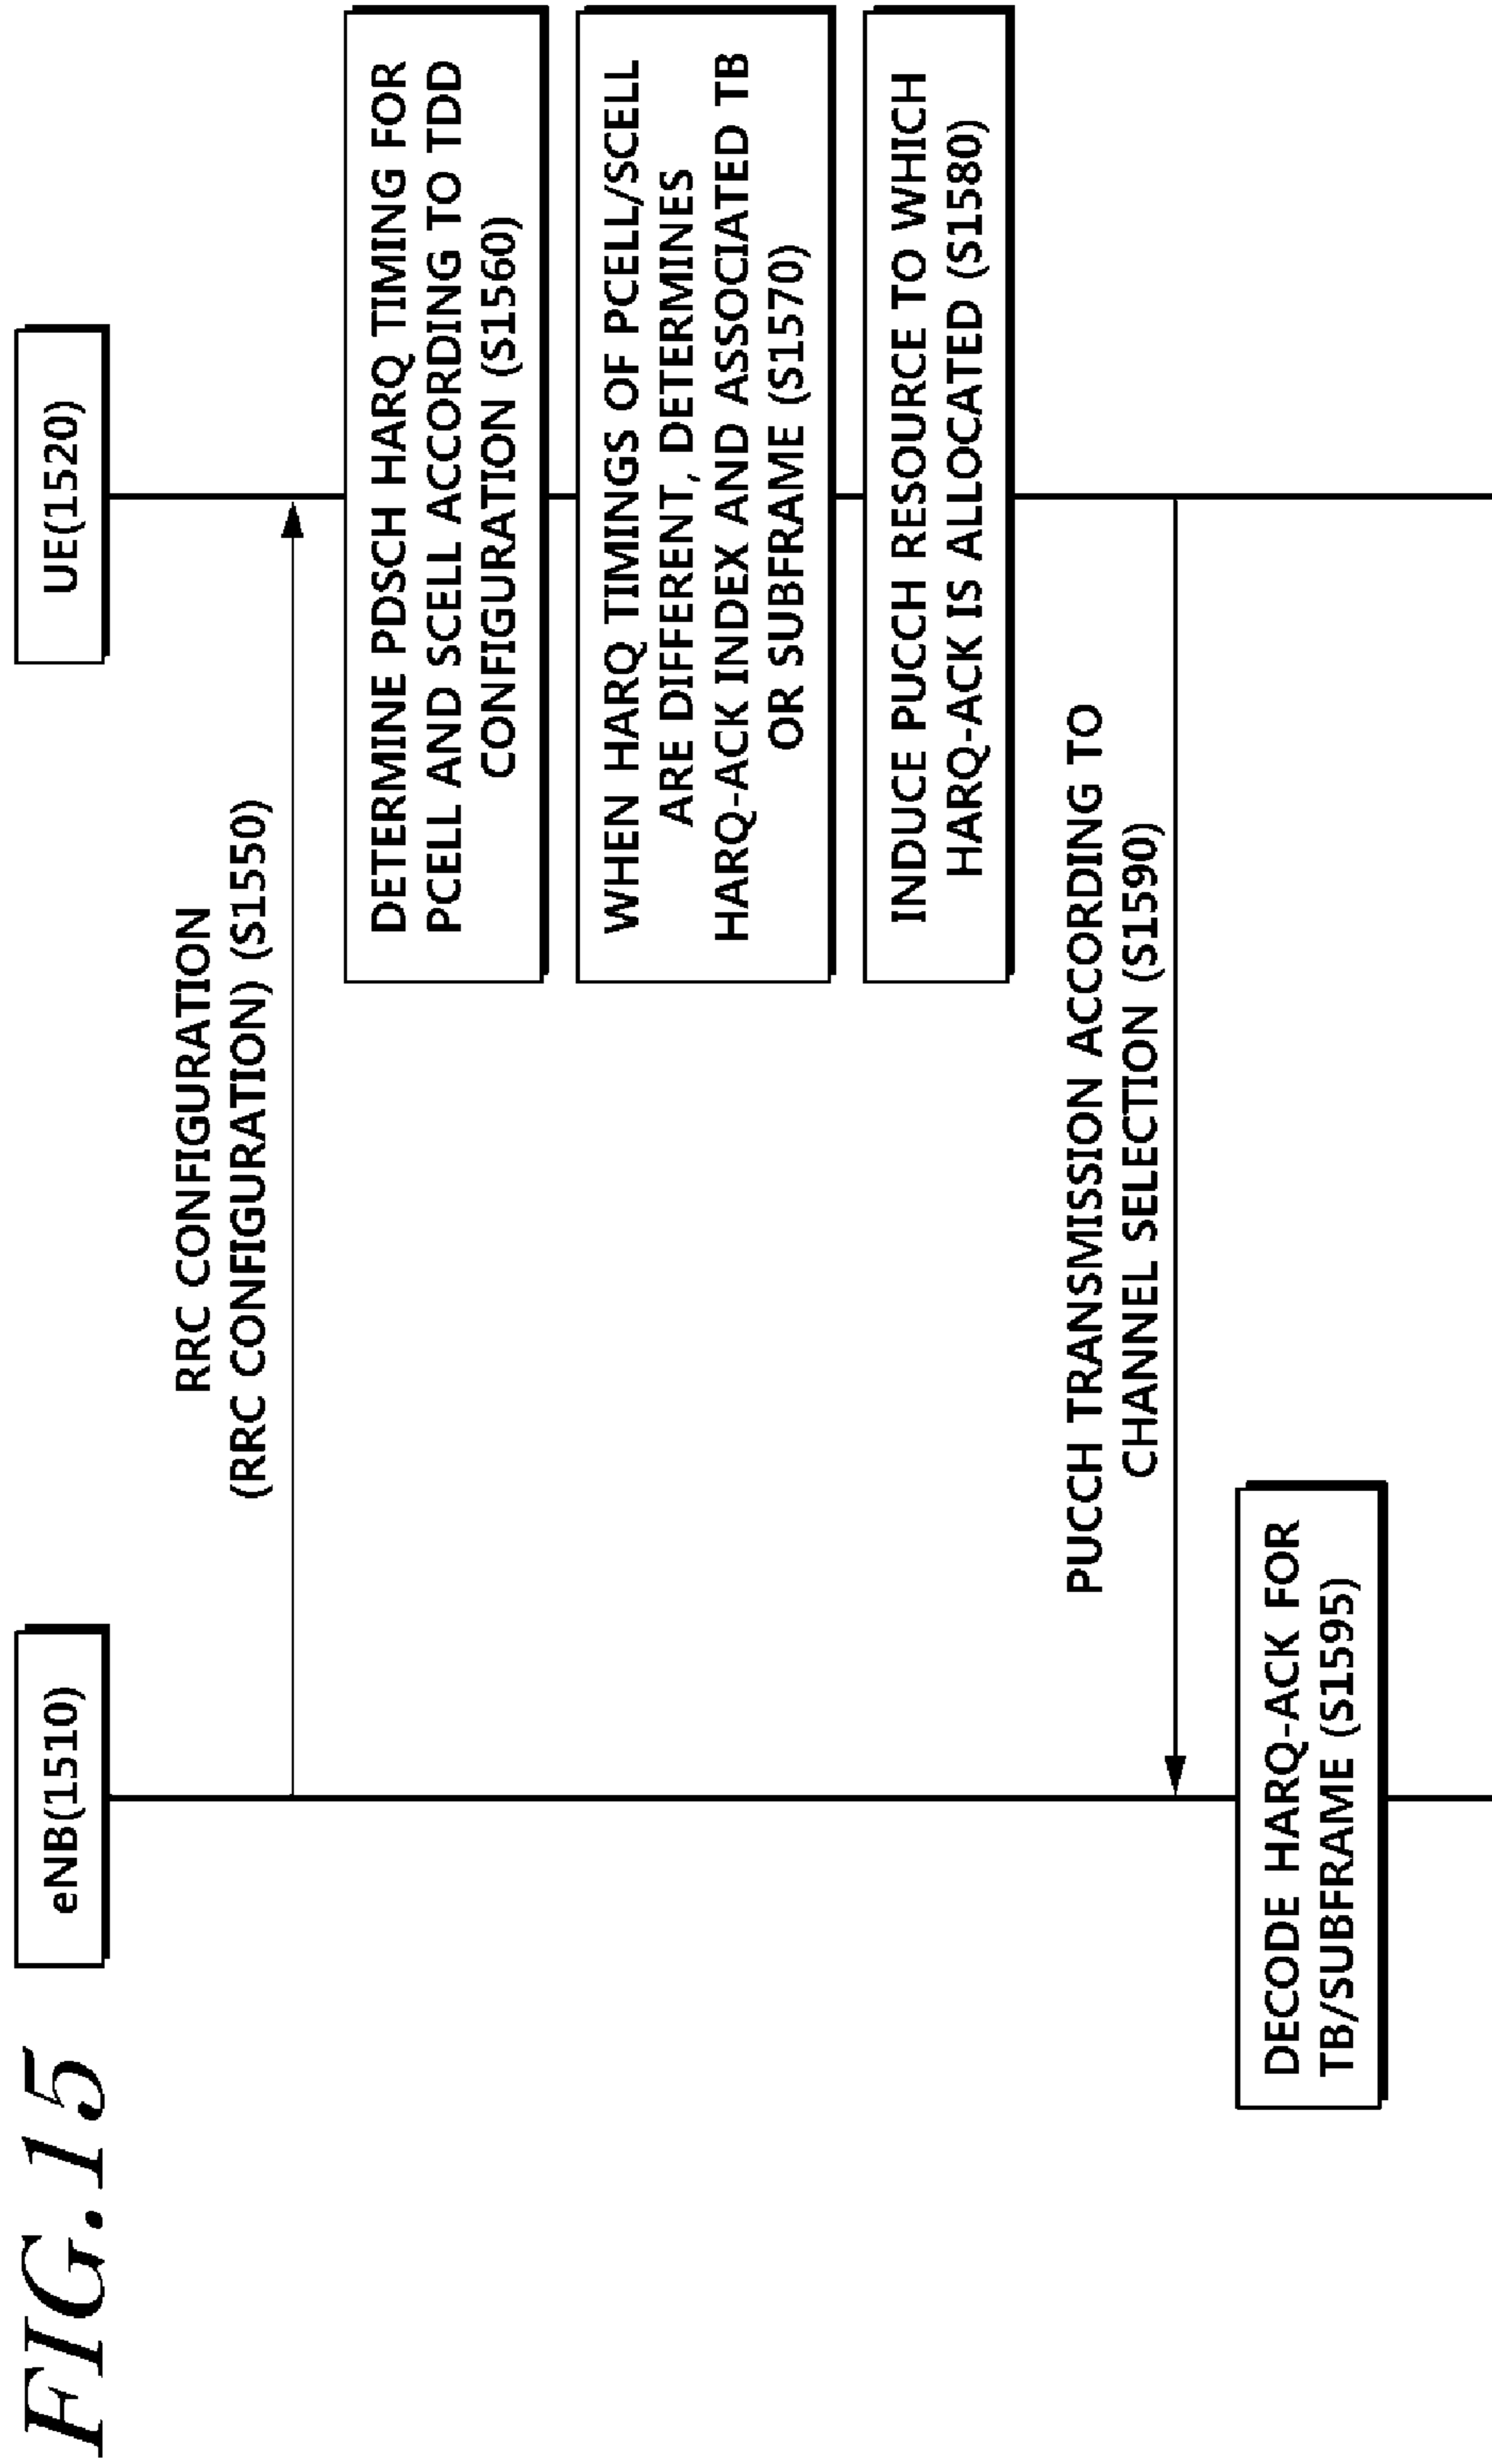 FIG.15
eNB(1510)
UE(1520)
RRC CONFIGURATION
(RRC CONFIGURATION) (S1550)
DETERMINE PDSCH HARQ TIMING FOR
PCELL AND SCELL ACCORDING TO TDD
CONFIGURATION (S1560)
WHEN HARQ TIMINGS OF PCELL/SCELL
ARE DIFFERENT, DETERMINES
HARQ-ACK INDEX AND ASSOCIATED TB
OR SUBFRAME (S1570)
INDUCE PUCCH RESOURCE TO WHICH
HARQ-ACK IS ALLOCATED (S1580)
PUCCH TRANSMISSION ACCORDING TO
CHANNEL SELECTION (S1590)
DECODE HARQ-ACK FOR
TB/SUBFRAME (S1595)